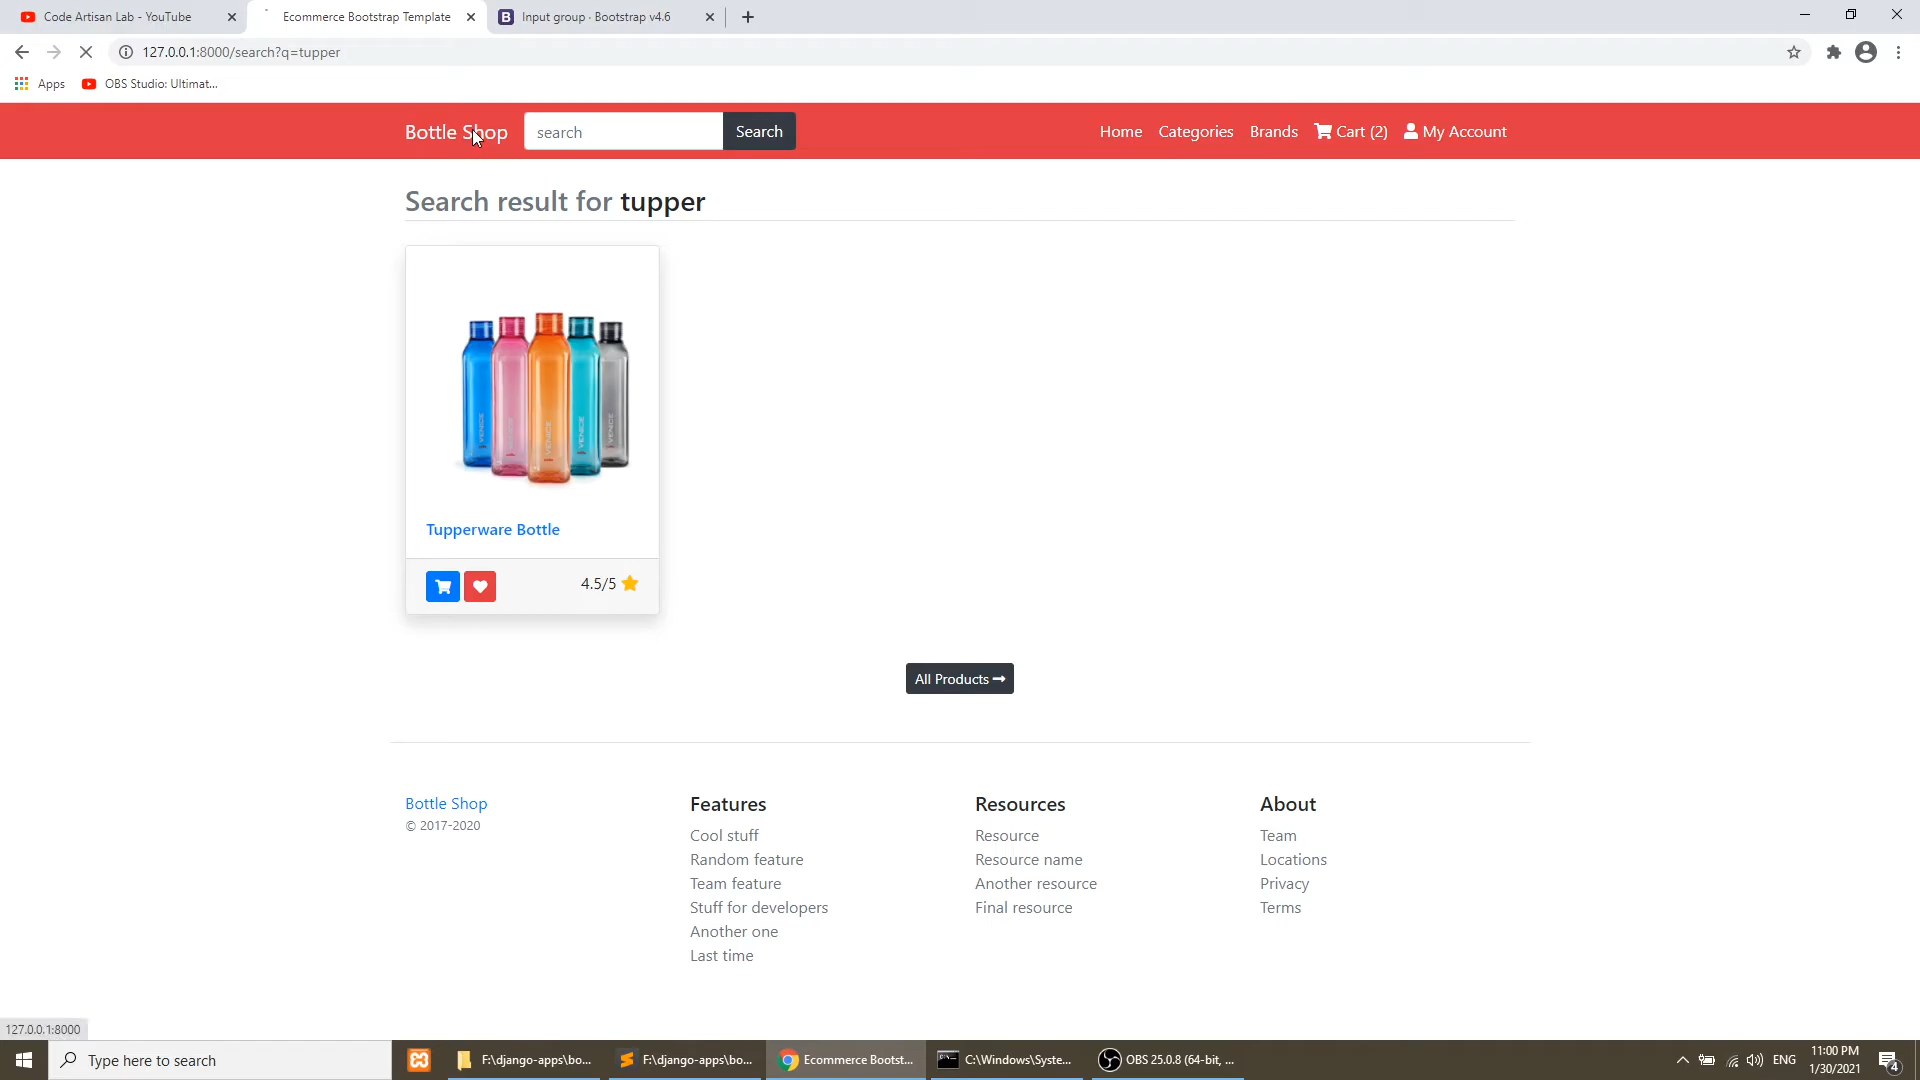 Code Artisan Lab - YouTube
Ecommerce Bootstrap Template
Input group · Bootstrap v4.6
127.0.0.1:8000/search?q=tupper
Apps
OBS Studio: Ultimat...
Bottle Shop
search
Search
Home
Categories
Brands
Cart (2)
My Account
Search result for tupper
VENICE
VENICE
VENICE
VENICE
Tupperware Bottle
4.5/5
All Products
Bottle Shop
© 2017-2020
Features
Cool stuff
Random feature
Team feature
Stuff for developers
Another one
Last time
Resources
Resource
Resource name
Another resource
Final resource
About
Team
Locations
Privacy
Terms
127.0.0.1:8000
Type here to search
F:\django-apps\bo...
F:\django-apps\bo...
Ecommerce Bootst...
C:\Windows\Syste...
OBS 25.0.8 (64-bit, ...
ENG
11:00 PM
1/30/2021
4